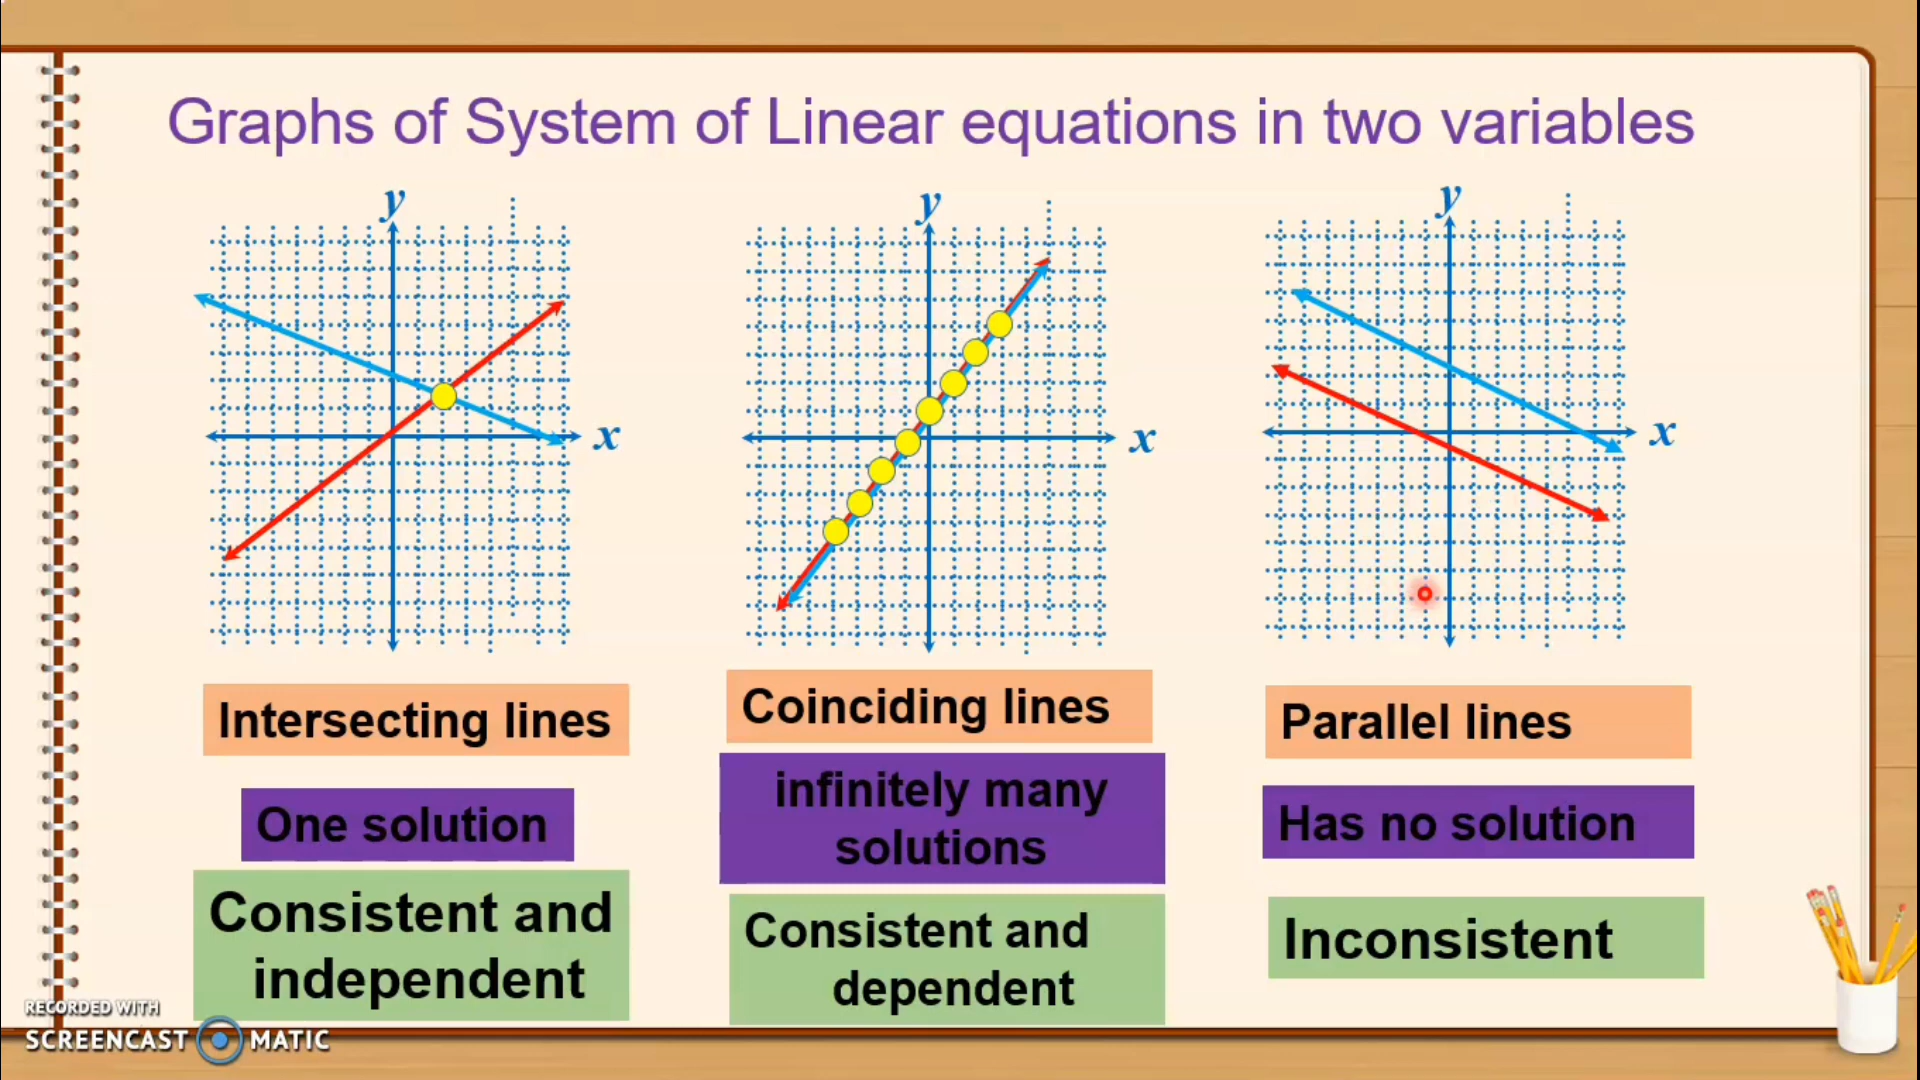 Graphs of System of Linear equations in two variables
y
x
y
x
y
x
Intersecting lines
One solution
Consistent and
independent
Coinciding lines
infinitely many
solutions
Consistent and
dependent
Parallel lines
Has no solution
Inconsistent
RECORDED WITH
SCREENCAST MATIC